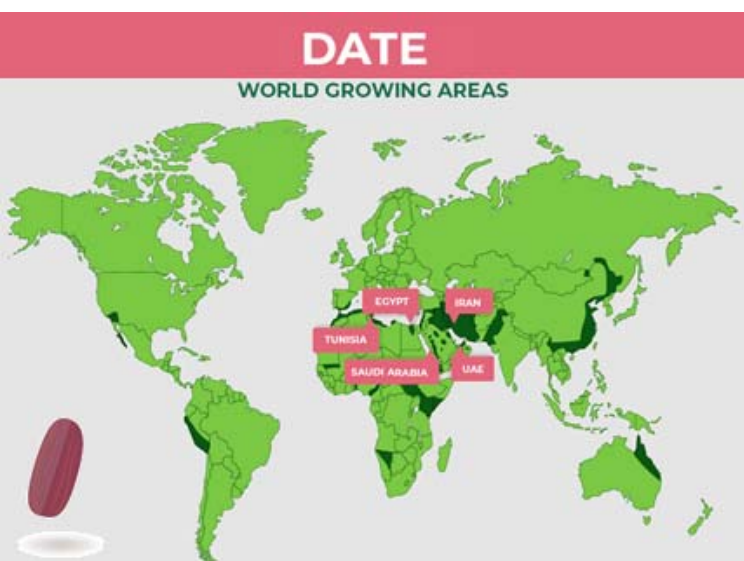 DATE
WORLD GROWING AREAS
EGYPT
IRAN
TUNISIA
SAUDI ARABIA
UAE